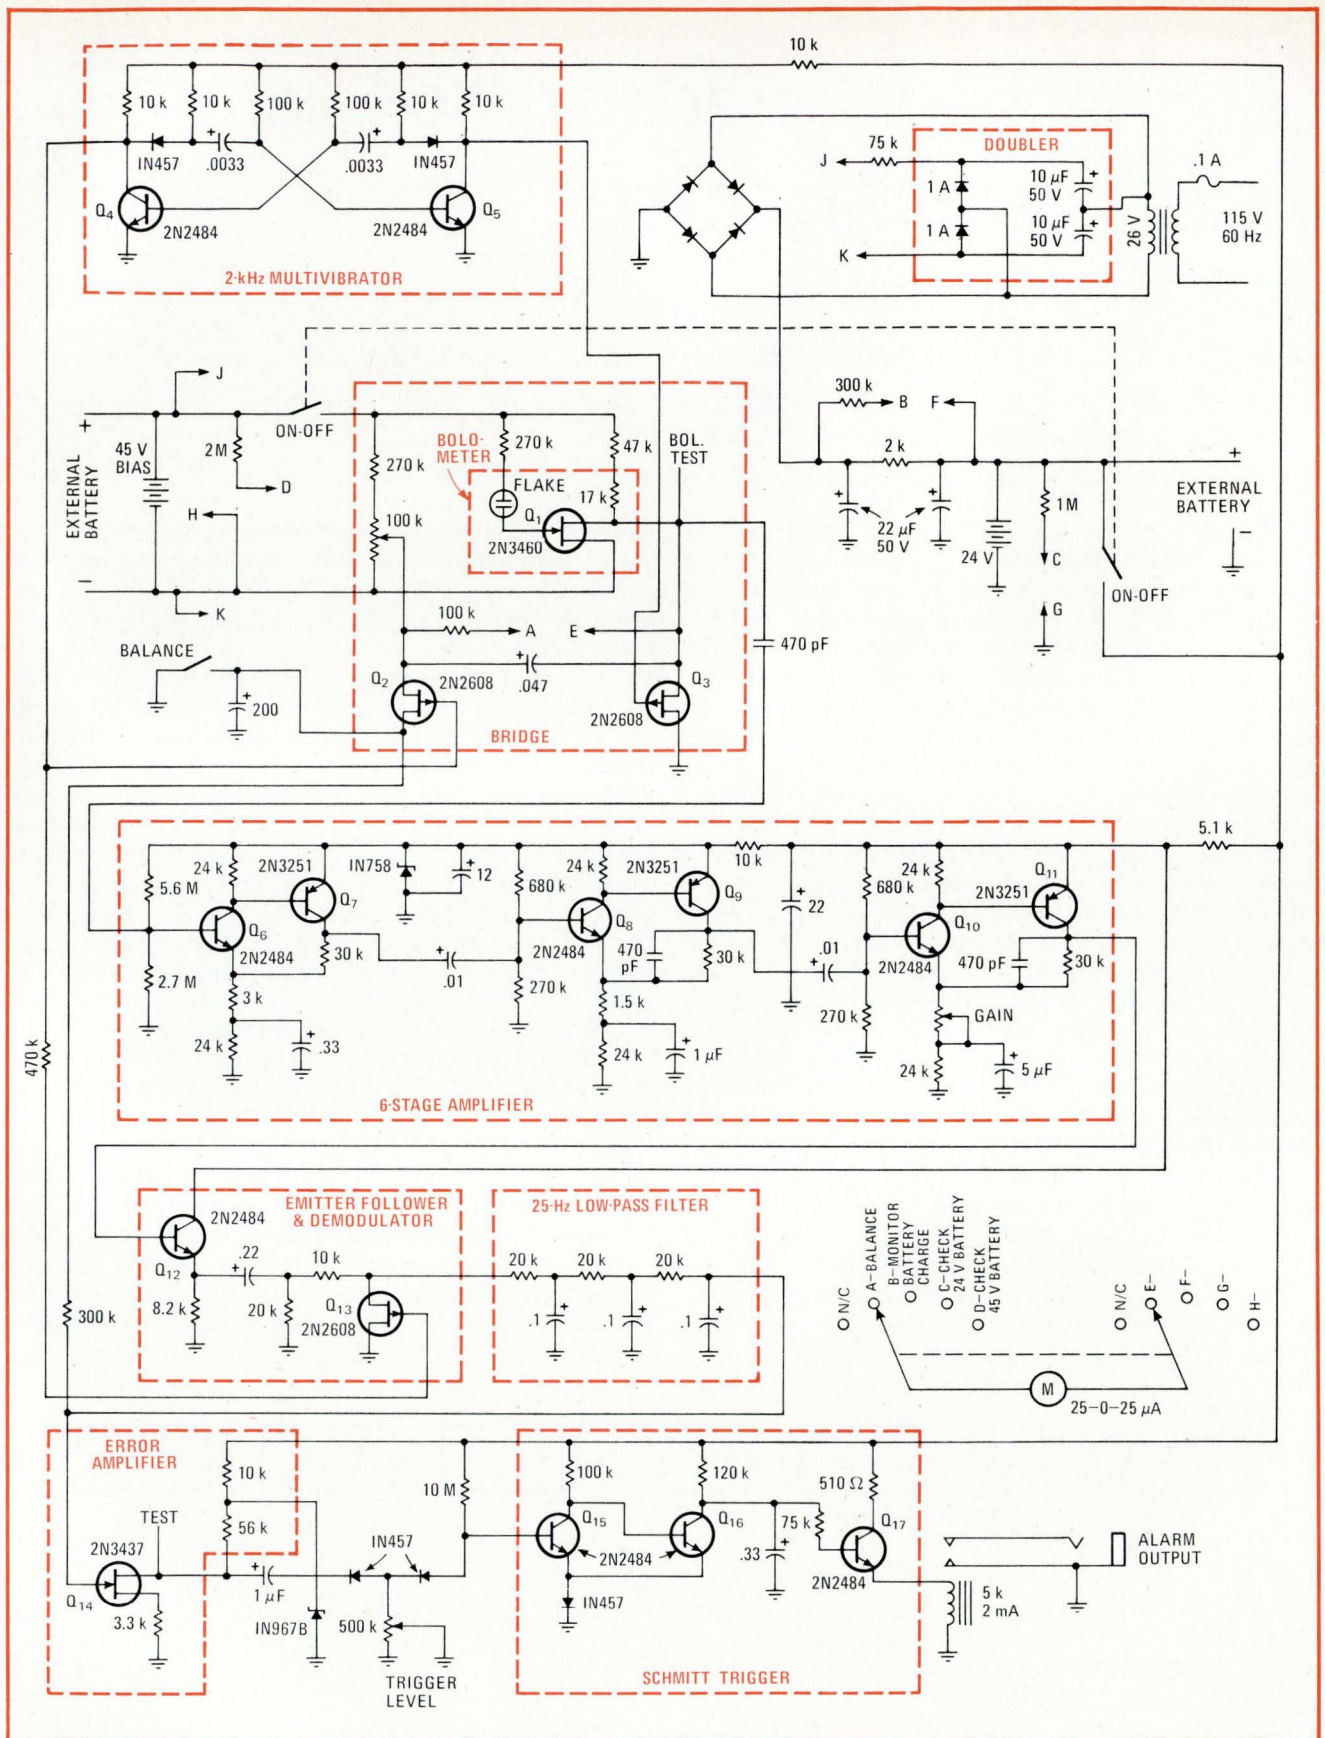 10 k
10 k
10 k
100 k
100 k
10 k
10 k
IN457
+
.0033
+
.0033
IN457
Q4
2N2484
Q5
2N2484
2-kHz MULTIVIBRATOR
DOUBLER
J
75 k
1 A
10 µF
50 V
+
1 A
10 µF
50 V
+
K
26 V
.1 A
115 V
60 Hz
J
+
EXTERNAL
BATTERY
−
45 V
BIAS
2M
D
H
K
ON-OFF
270 k
100 k
BOLO-
METER
270 k
FLAKE
Q1
2N3460
47 k
17 k
BOL.
TEST
100 k
A
E
+
.047
Q2
2N2608
Q3
2N2608
BRIDGE
470 pF
BALANCE
+
200
300 k
B
F
2 k
+
+
22 µF
50 V
24 V
1M
C
G
ON-OFF
+
EXTERNAL
BATTERY
−
5.6 M
24 k
2N3251
Q7
Q6
2N2484
30 k
2.7 M
3 k
24 k
+
.33
IN758
+
12
+
.01
680 k
270 k
24 k
2N3251
Q9
Q8
2N2484
470
pF
30 k
1.5 k
24 k
+
1 µF
10 k
+
22
.01
+
680 k
270 k
24 k
2N3251
Q11
Q10
2N2484
470 pF
30 k
GAIN
24 k
+
5 µF
5.1 k
6-STAGE AMPLIFIER
470 k
EMITTER FOLLOWER
& DEMODULATOR
2N2484
Q12
.22
+
10 k
8.2 k
20 k
Q13
2N2608
300 k
25-Hz LOW-PASS FILTER
20 k
20 k
20 k
.1
+
.1
+
.1
+
N/C
A-BALANCE
B-MONITOR
BATTERY
CHARGE
C-CHECK
24 V BATTERY
D-CHECK
45 V BATTERY
N/C
E-
F-
G-
H-
M
25-0-25 µA
ERROR
AMPLIFIER
10 k
56 k
TEST
2N3437
Q14
3.3 k
+
1 µF
IN967B
IN457
10 M
500 k
TRIGGER
LEVEL
100 k
Q15
2N2484
IN457
120 k
Q16
+
.33
75 k
510 Ω
Q17
2N2484
SCHMITT TRIGGER
5 k
2 mA
ALARM
OUTPUT